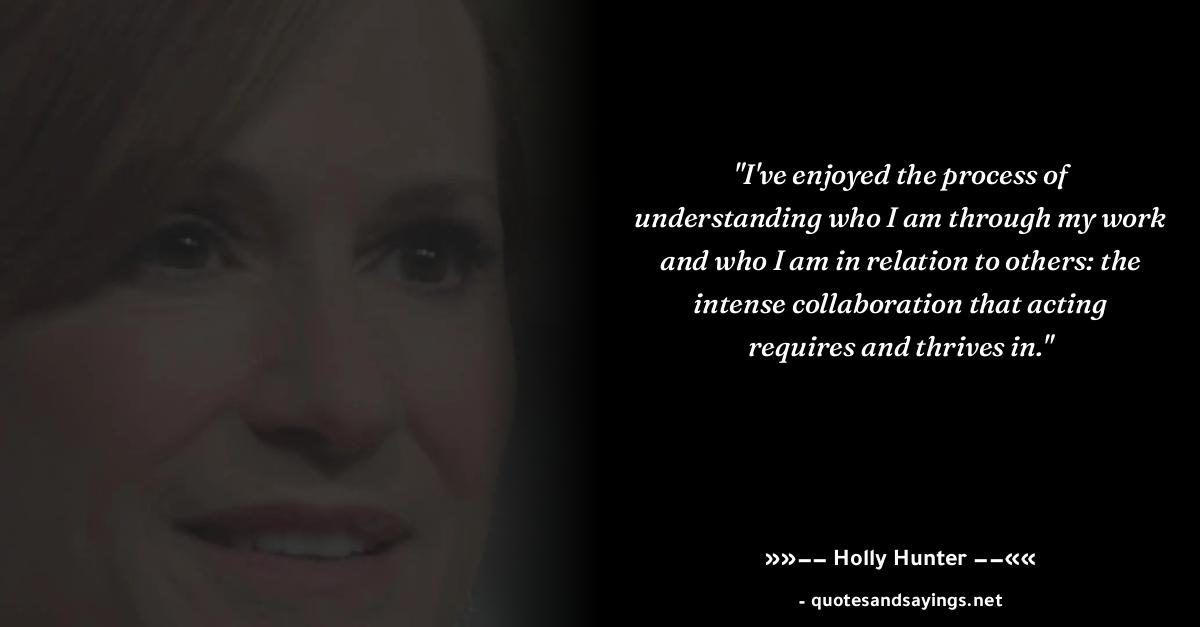 "I've enjoyed the process of
understanding who I am through my work
and who I am in relation to others: the
intense collaboration that acting
requires and thrives in."
»»−− Holly Hunter −−««
- quotesandsayings.net